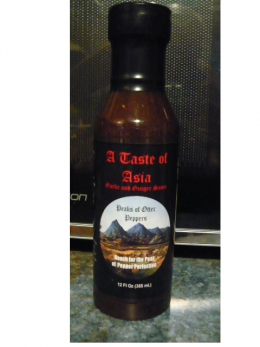 A Taste of
Asia
Garlic and Ginger Sauce
Peaks of Otter
Peppers
Reach for the Peak
of Pepper Perfection
12 Fl Oz (355 mL)
on